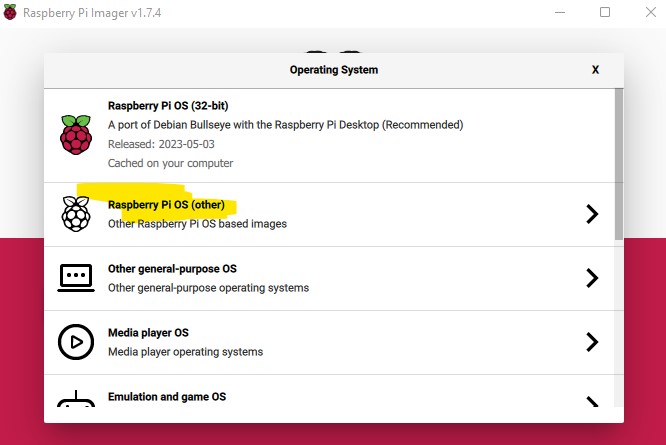 Raspberry Pi Imager v1.7.4
Operating System
X
Raspberry Pi OS (32-bit)
A port of Debian Bullseye with the Raspberry Pi Desktop (Recommended)
Released: 2023-05-03
Cached on your computer
Raspberry Pi OS (other)
Other Raspberry Pi OS based images
Other general-purpose OS
Other general-purpose operating systems
Media player OS
Media player operating systems
Emulation and game OS